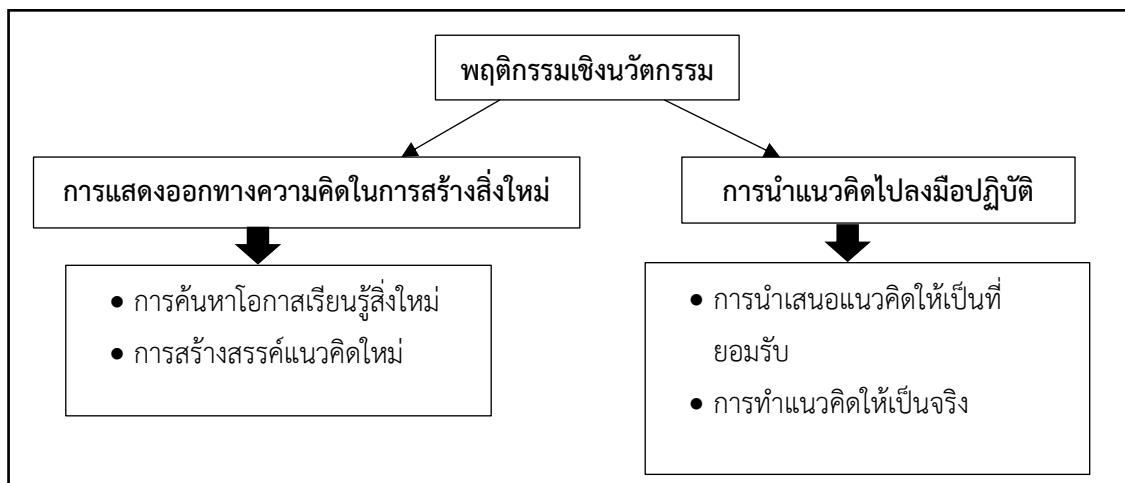 พฤติกรรมเชิงนวัตกรรม
การแสดงออกทางความคิดในการสร้างสิ่งใหม่
• การค้นหาโอกาสเรียนรู้สิ่งใหม่
• การสร้างสรรค์แนวคิดใหม่
การนำแนวคิดไปลงมือปฏิบัติ
• การนำเสนอแนวคิดให้เป็นที่
ยอมรับ
• การทำแนวคิดให้เป็นจริง